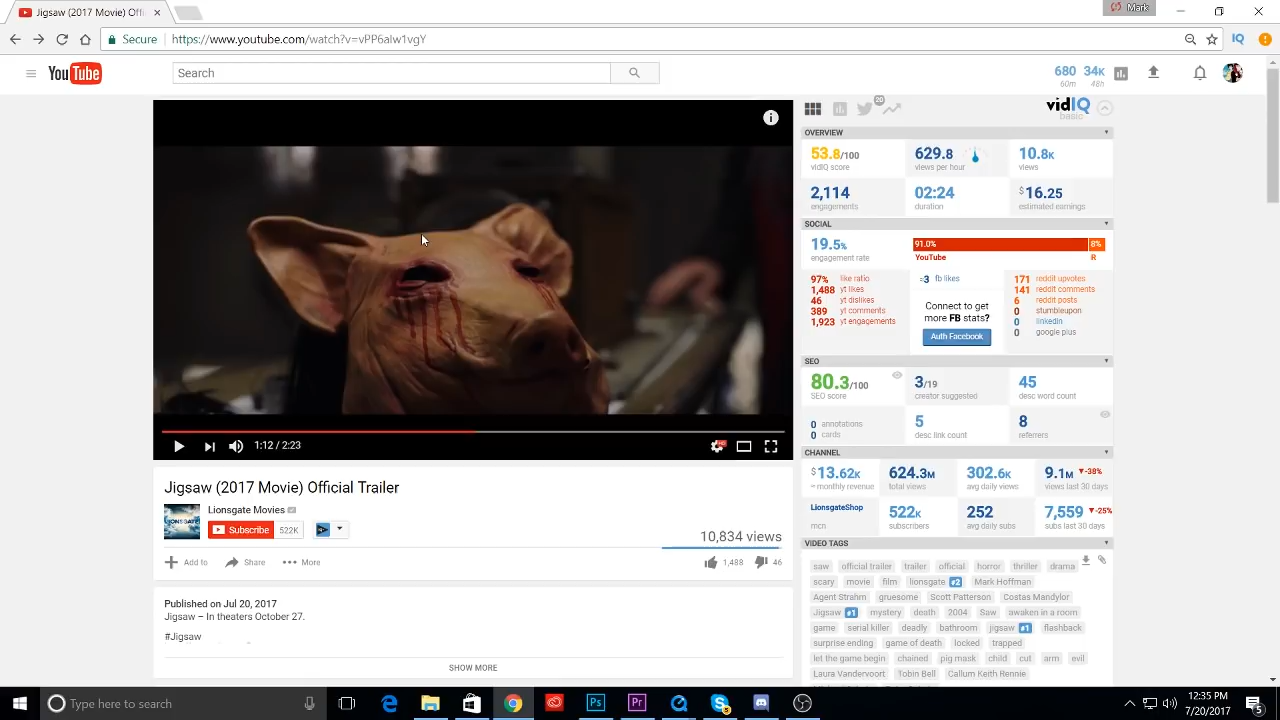 Jigsaw (2017 Movie) Offi
Mark
Secure
https://www.youtube.com/watch?v=vPP6alw1vgY
IQ
YouTube
Search
680
60m
34K
48h
vidIQ
basic
20
OVERVIEW
53.8/100
vidIQ score
629.8
views per hour
10.8K
views
2,114
engagements
02:24
duration
$16.25
estimated earnings
SOCIAL
19.5%
engagement rate
91.0%
8%
YouTube
R
97% like ratio
1,488 yt likes
46 yt dislikes
389 yt comments
1,923 yt engagements
3 fb likes
Connect to get
more FB stats?
Auth Facebook
171 reddit upvotes
141 reddit comments
6 reddit posts
0 stumbleupon
0 linkedin
0 google plus
SEO
80.3/100
SEO score
3/19
creator suggested
45
desc word count
0 annotations
0 cards
5
desc link count
8
referrers
CHANNEL
$13.62K
≈ monthly revenue
624.3M
total views
302.6K
avg daily views
9.1M -38%
views last 30 days
LionsgateShop
mcn
522K
subscribers
252
avg daily subs
7,559 -25%
subs last 30 days
VIDEO TAGS
saw official trailer trailer official horror thriller drama
scary movie film lionsgate #2 Mark Hoffman
Agent Strahm gruesome Scott Patterson Costas Mandylor
Jigsaw #1 mystery death 2004 Saw awaken in a room
game serial killer deadly bathroom jigsaw #1 flashback
surprise ending game of death locked trapped
let the game begin chained pig mask child cut arm evil
Laura Vandervoort Tobin Bell Callum Keith Rennie
1:12 / 2:23
HD
Jigsaw (2017 Movie) Official Trailer
LIONSGATE
Lionsgate Movies
Subscribe 522K
10,834 views
Add to Share More
1,488 46
Published on Jul 20, 2017
Jigsaw – In theaters October 27.
#Jigsaw
SHOW MORE
Type here to search
Ps
Pr
12:35 PM
7/20/2017
5